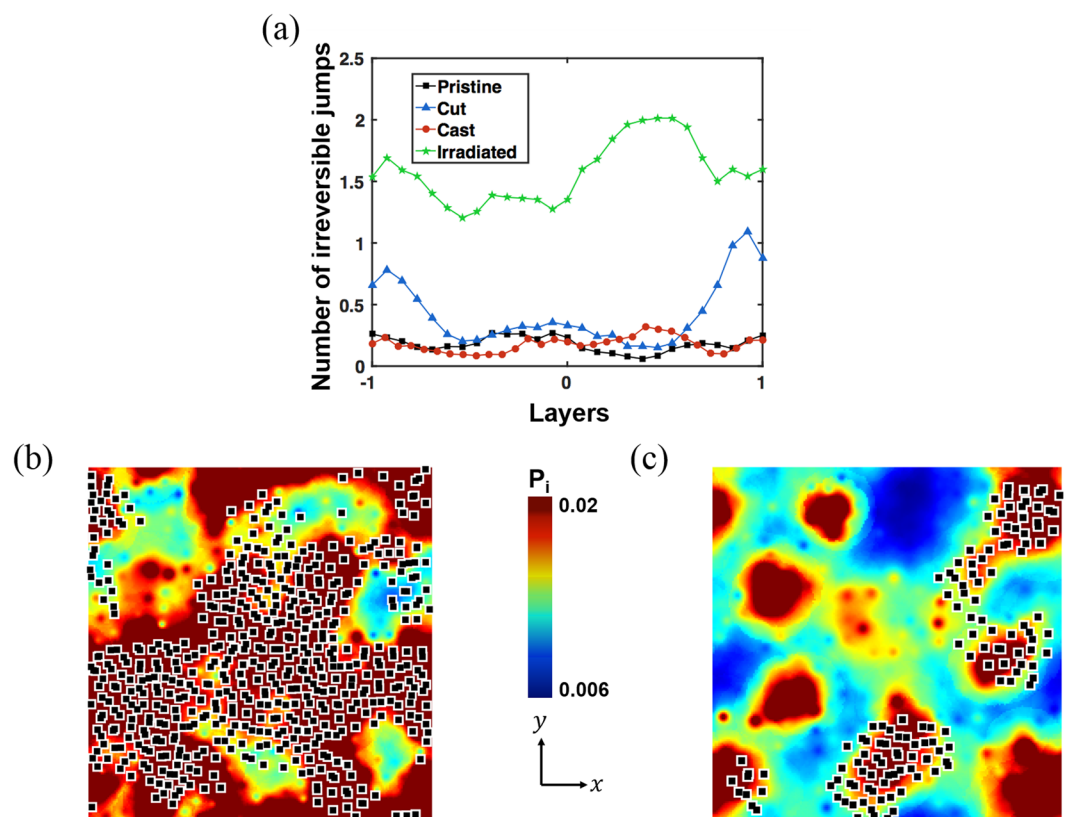 (a)
Number of irreversible jumps
2.5
2
1.5
1
0.5
0
Pristine
Cut
Cast
Irradiated
-1
0
1
Layers
(b)
Pi
0.02
0.006
y
x
(c)